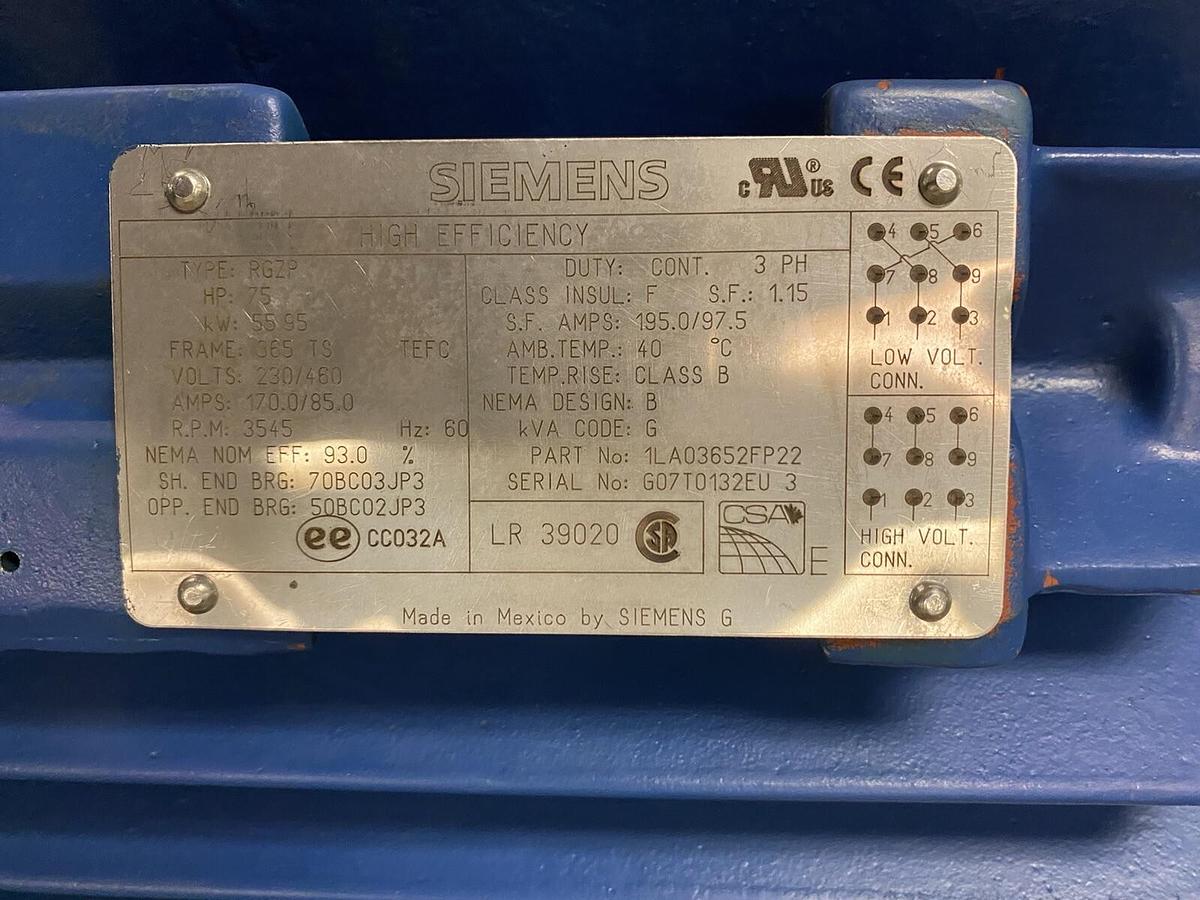 SIEMENS
c RU ® US CE
HIGH EFFICIENCY
TYPE: RGZP
HP: 75
kW: 55.95
FRAME: 365 TS TEFC
VOLTS: 230/460
AMPS: 170.0/85.0
R.P.M: 3545 Hz: 60
NEMA NOM EFF: 93.0 %
SH. END BRG: 70BC03JP3
OPP. END BRG: 50BC02JP3
ee CC032A
DUTY: CONT. 3 PH
CLASS INSUL: F S.F.: 1.15
S.F. AMPS: 195.0/97.5
AMB.TEMP.: 40 °C
TEMP.RISE: CLASS B
NEMA DESIGN: B
kVA CODE: G
PART No: 1LA03652FP22
SERIAL No: G07T0132EU 3
LR 39020 SA
CSA
E
4 5 6
7 8 9
1 2 3
LOW VOLT.
CONN.
4 5 6
7 8 9
1 2 3
HIGH VOLT.
CONN.
Made in Mexico by SIEMENS G